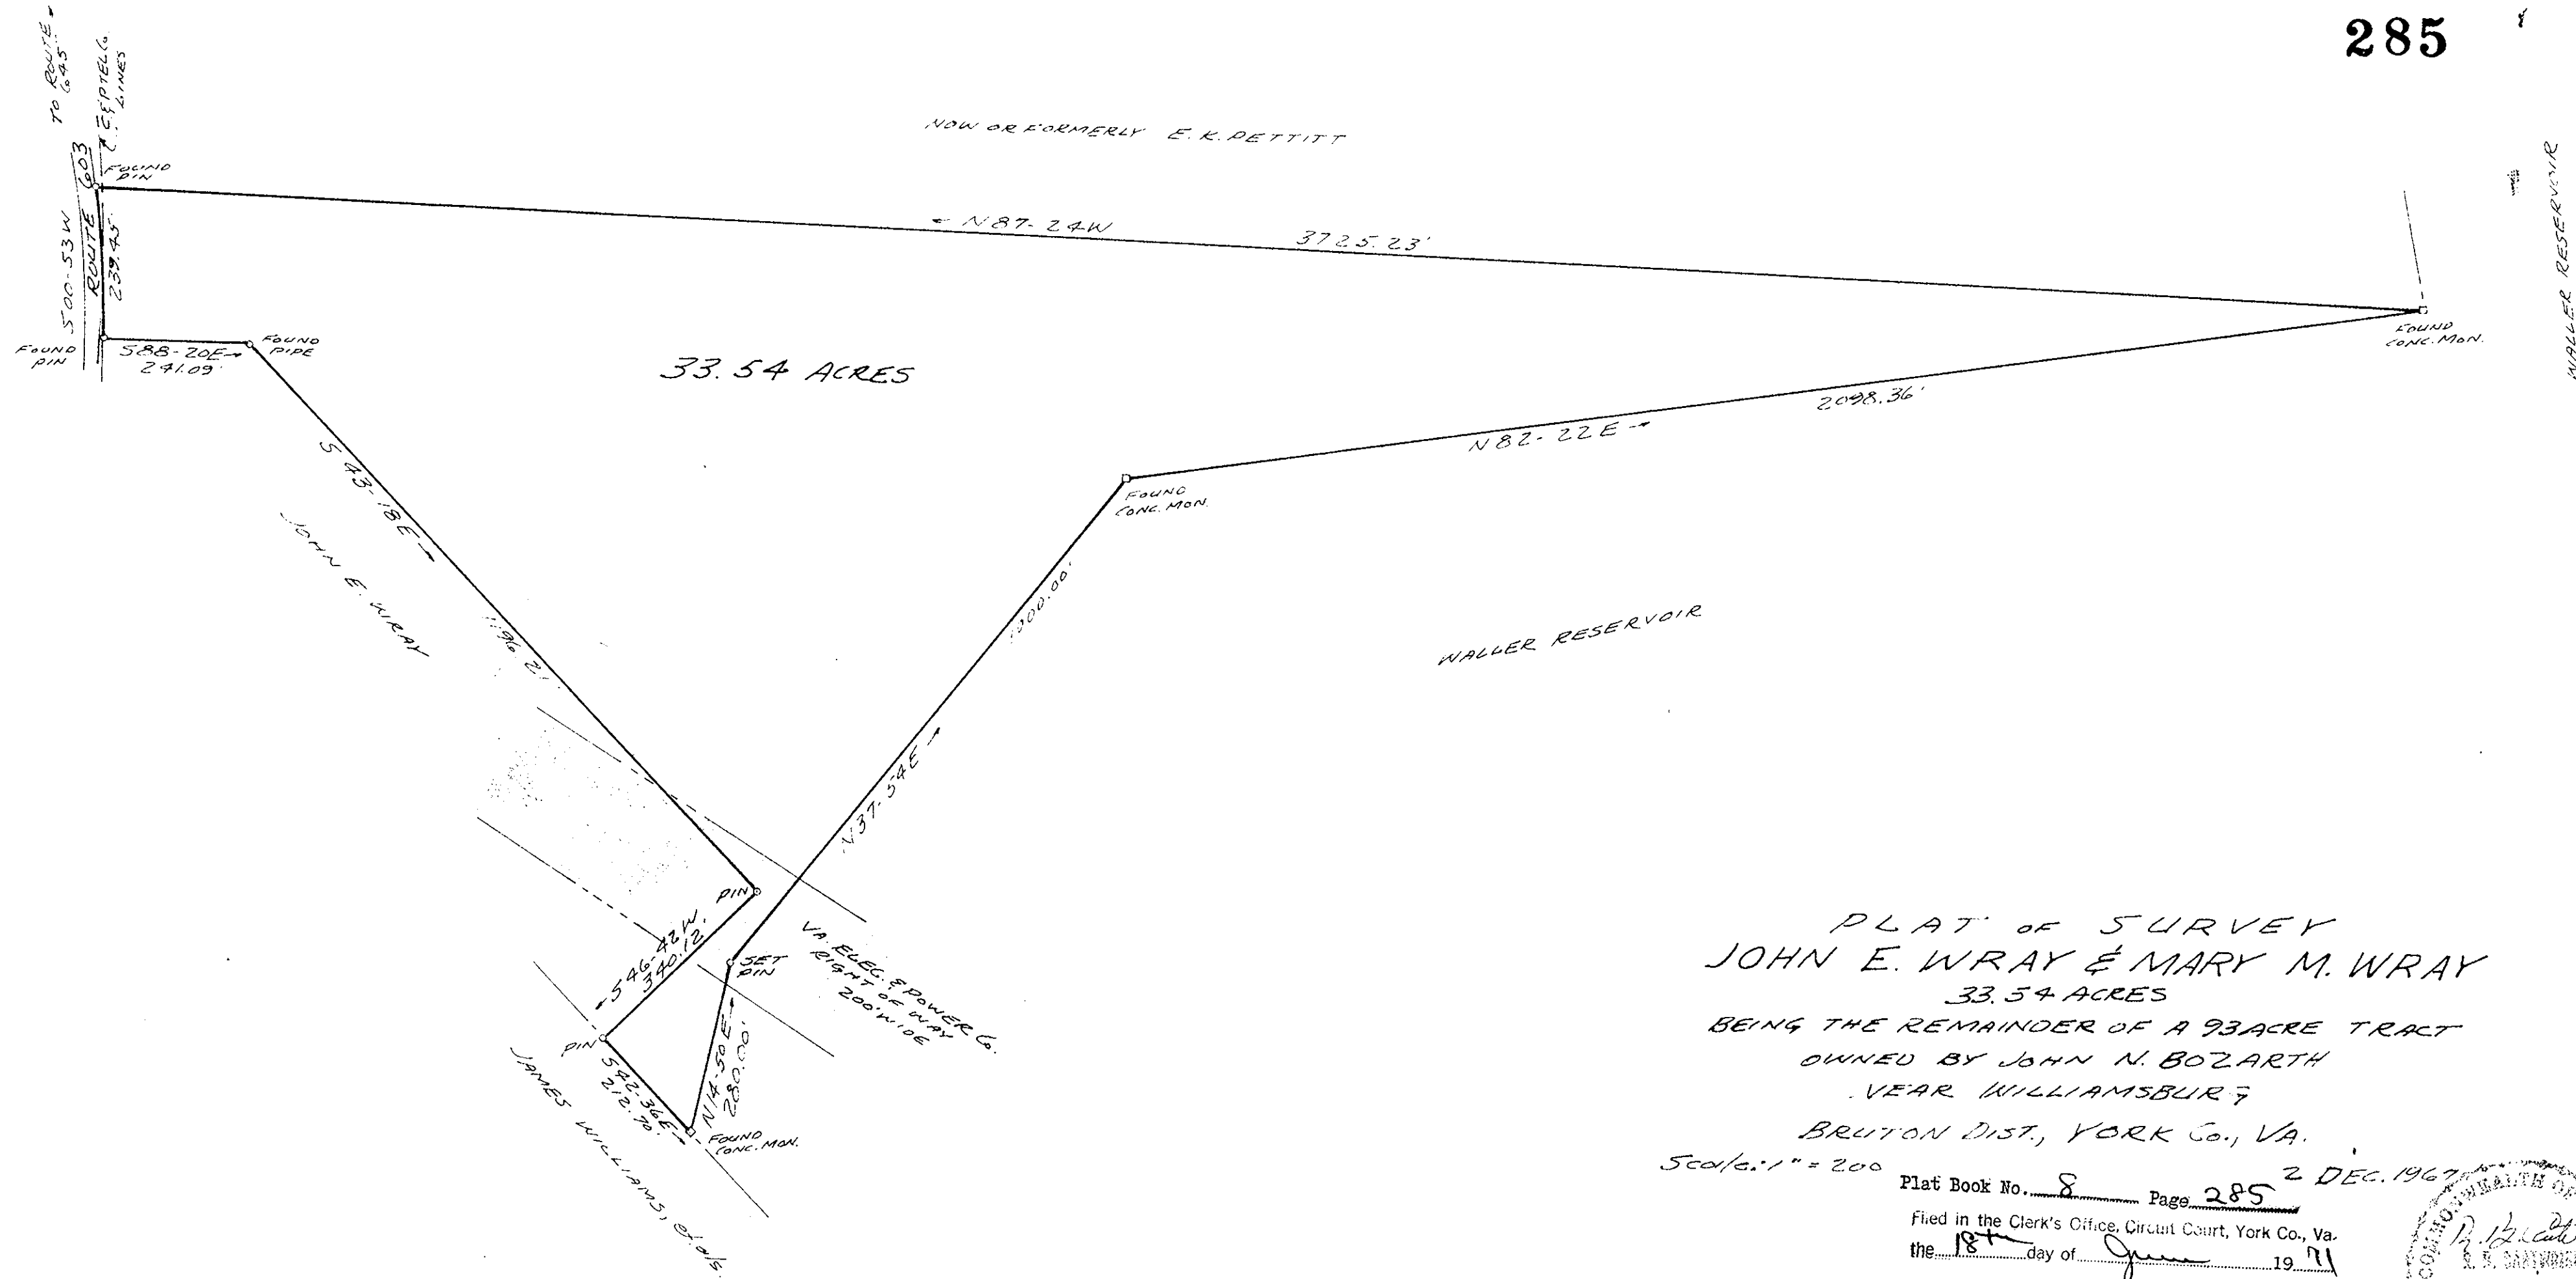 285
TO ROUTE
645
C. EEPTELCo.
LINES
NOW OR FORMERLY E.K. PETTITT
WALLER RESERVOIR
FOUND
PIN
ROUTE 603
S00-53W
239.45'
N87-24W 3725.23'
FOUND
PIN
S88-20E
241.09'
FOUND
PIPE
FOUND
CONC. MON.
33.54 ACRES
2098.36'
N82-22E
S43-18E
FOUND
CONC. MON.
JOHN E. WRAY
1196.21'
1900.00'
WALLER RESERVOIR
N37-54E
PIN
S46-42W
340.12
SET
PIN
VA. ELEC. & POWER Co.
RIGHT OF WAY
200' WIDE
PIN
S42-36E
212.70'
N14-50E
280.00'
FOUND
CONC. MON.
JAMES WILLIAMS, et als.
PLAT OF SURVEY
JOHN E. WRAY & MARY M. WRAY
33.54 ACRES
BEING THE REMAINDER OF A 93 ACRE TRACT
OWNED BY JOHN N. BOZARTH
NEAR WILLIAMSBURG
BRUTON DIST., YORK Co., VA.
Scale: 1" = 200' 2 DEC. 1967
Plat Book No. 8 Page 285
Filed in the Clerk's Office, Circuit Court, York Co., Va.
the 18th day of June 1971
COMMONWEALTH OF